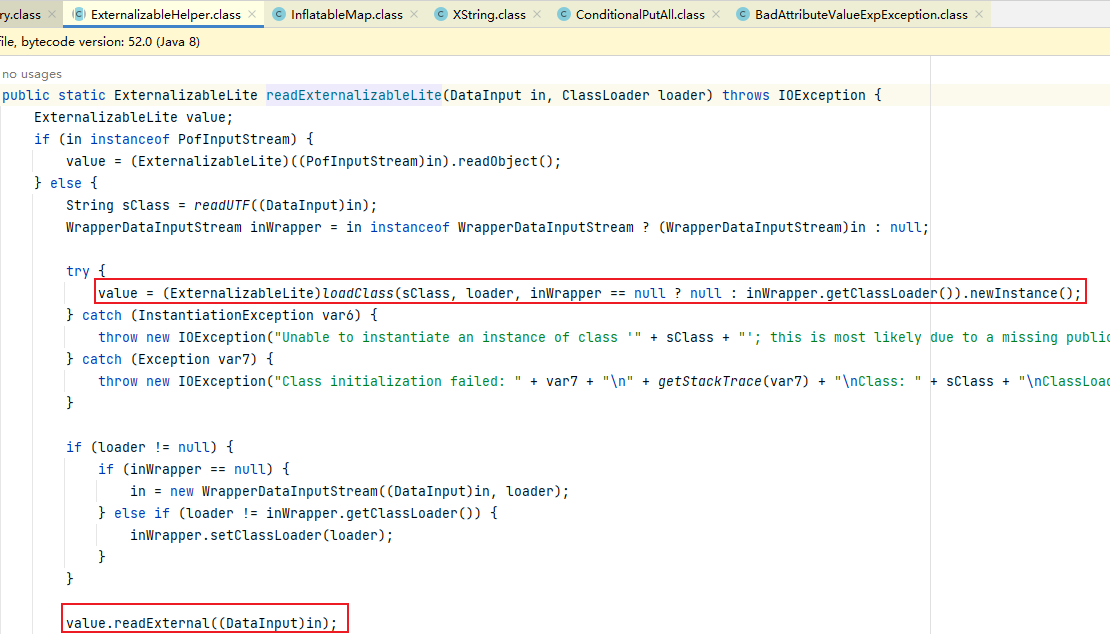 ry.class × ExternalizableHelper.class × InflatableMap.class × XString.class × ConditionalPutAll.class × BadAttributeValueExpException.class ×
file, bytecode version: 52.0 (Java 8)
no usages
public static ExternalizableLite readExternalizableLite(DataInput in, ClassLoader loader) throws IOException {
ExternalizableLite value;
if (in instanceof PofInputStream) {
value = (ExternalizableLite)((PofInputStream)in).readObject();
} else {
String sClass = readUTF((DataInput)in);
WrapperDataInputStream inWrapper = in instanceof WrapperDataInputStream ? (WrapperDataInputStream)in : null;
try {
value = (ExternalizableLite)loadClass(sClass, loader, inWrapper == null ? null : inWrapper.getClassLoader()).newInstance();
} catch (InstantiationException var6) {
throw new IOException("Unable to instantiate an instance of class '" + sClass + "'; this is most likely due to a missing public
} catch (Exception var7) {
throw new IOException("Class initialization failed: " + var7 + "\n" + getStackTrace(var7) + "\nClass: " + sClass + "\nClassLoad
}
if (loader != null) {
if (inWrapper == null) {
in = new WrapperDataInputStream((DataInput)in, loader);
} else if (loader != inWrapper.getClassLoader()) {
inWrapper.setClassLoader(loader);
}
}
value.readExternal((DataInput)in);